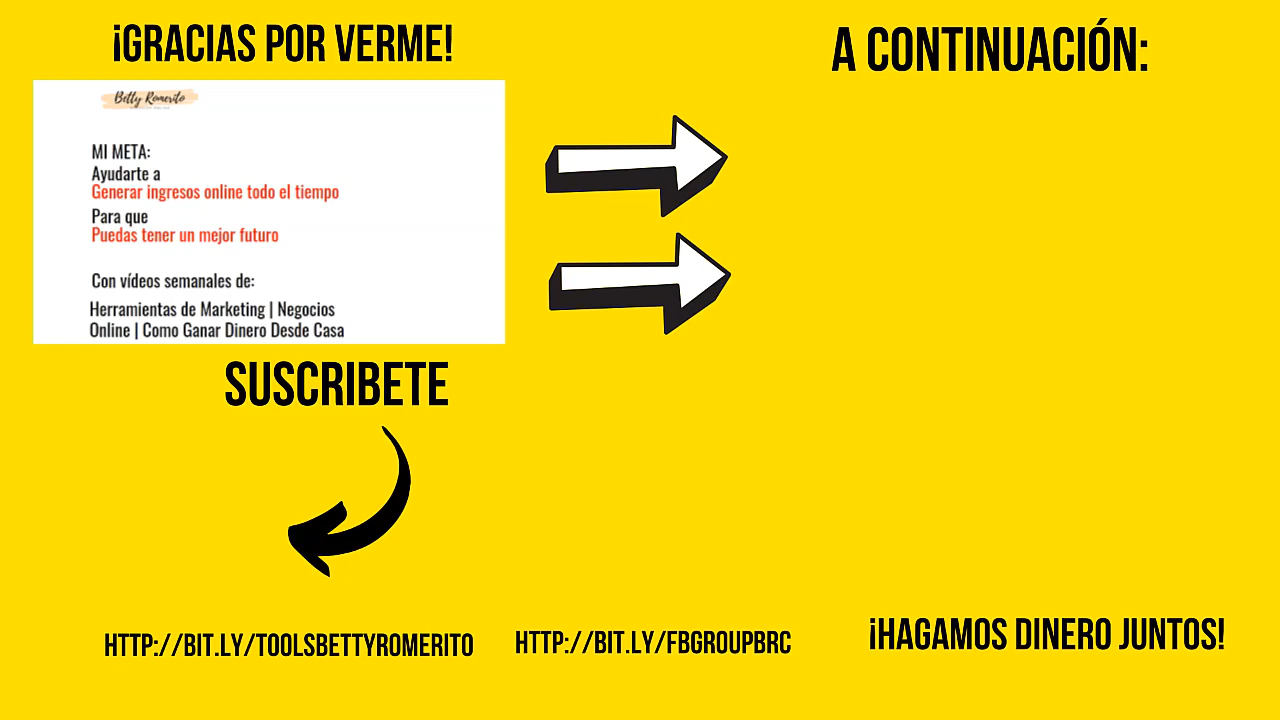 ¡GRACIAS POR VERME!
A CONTINUACIÓN:
Betty Romerito
MI META:
Ayudarte a
Generar ingresos online todo el tiempo
Para que
Puedas tener un mejor futuro
Con vídeos semanales de:
Herramientas de Marketing | Negocios
Online | Como Ganar Dinero Desde Casa
SUSCRIBETE
HTTP://BIT.LY/TOOLSBETTYROMERITO
HTTP://BIT.LY/FBGROUPBRC
¡HAGAMOS DINERO JUNTOS!